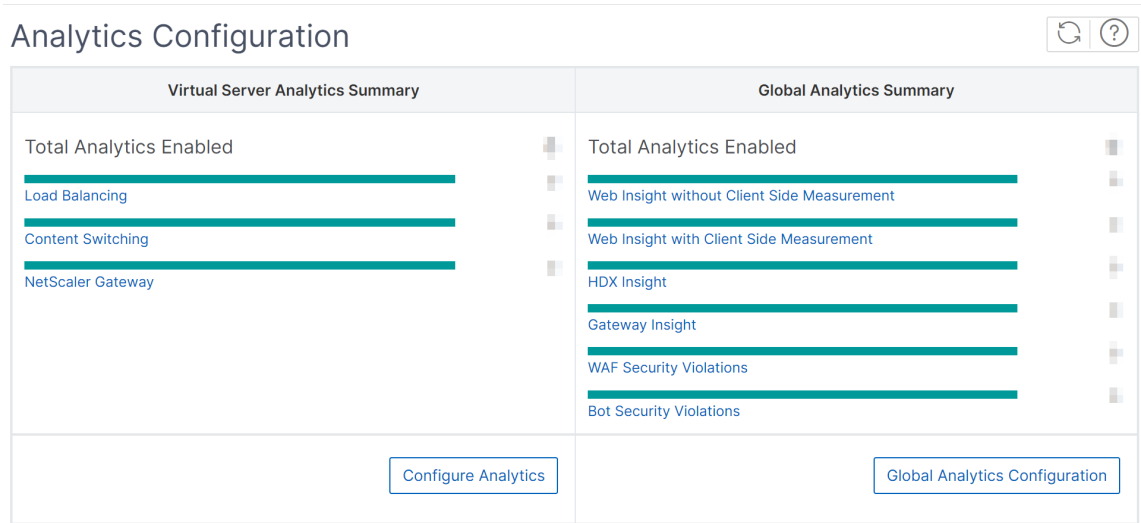 Analytics Configuration
Virtual Server Analytics Summary
Total Analytics Enabled
Load Balancing
Content Switching
NetScaler Gateway
Configure Analytics
Global Analytics Summary
Total Analytics Enabled
Web Insight without Client Side Measurement
Web Insight with Client Side Measurement
HDX Insight
Gateway Insight
WAF Security Violations
Bot Security Violations
Global Analytics Configuration